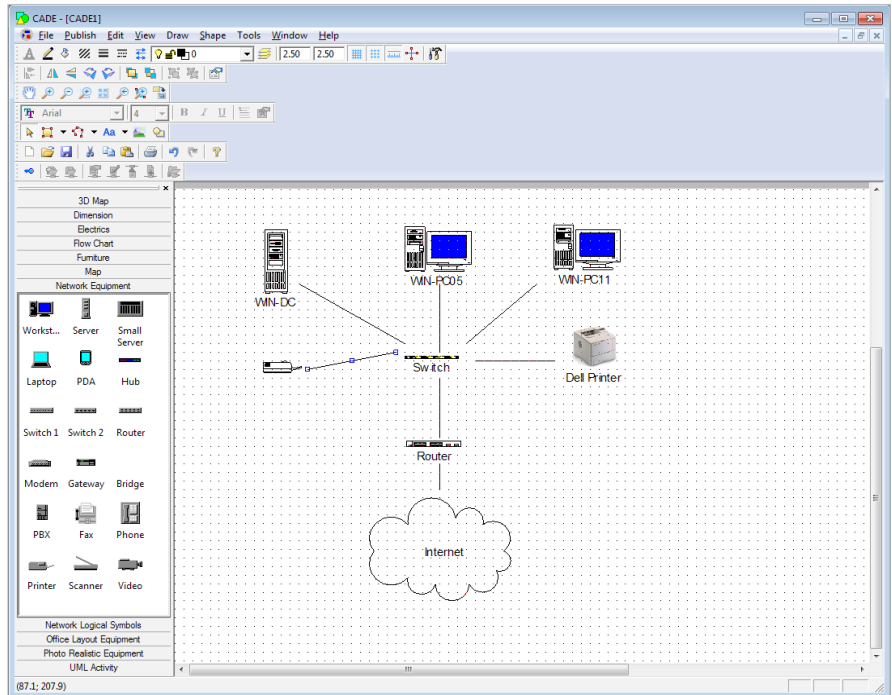 CADE - [CADE1]
File Publish Edit View Draw Shape Tools Window Help
0 2.50 2.50
Arial 4 B I U
Aa
3D Map
Dimension
Electrics
Flow Chart
Furniture
Map
Network Equipment
Workst... Server Small Server
Laptop PDA Hub
Switch 1 Switch 2 Router
Modem Gateway Bridge
PBX Fax Phone
Printer Scanner Video
Network Logical Symbols
Office Layout Equipment
Photo Realistic Equipment
UML Activity
WIN-DC
WIN-PC05
WIN-PC11
Switch
Dell Printer
Router
Internet
(87.1; 207.9)